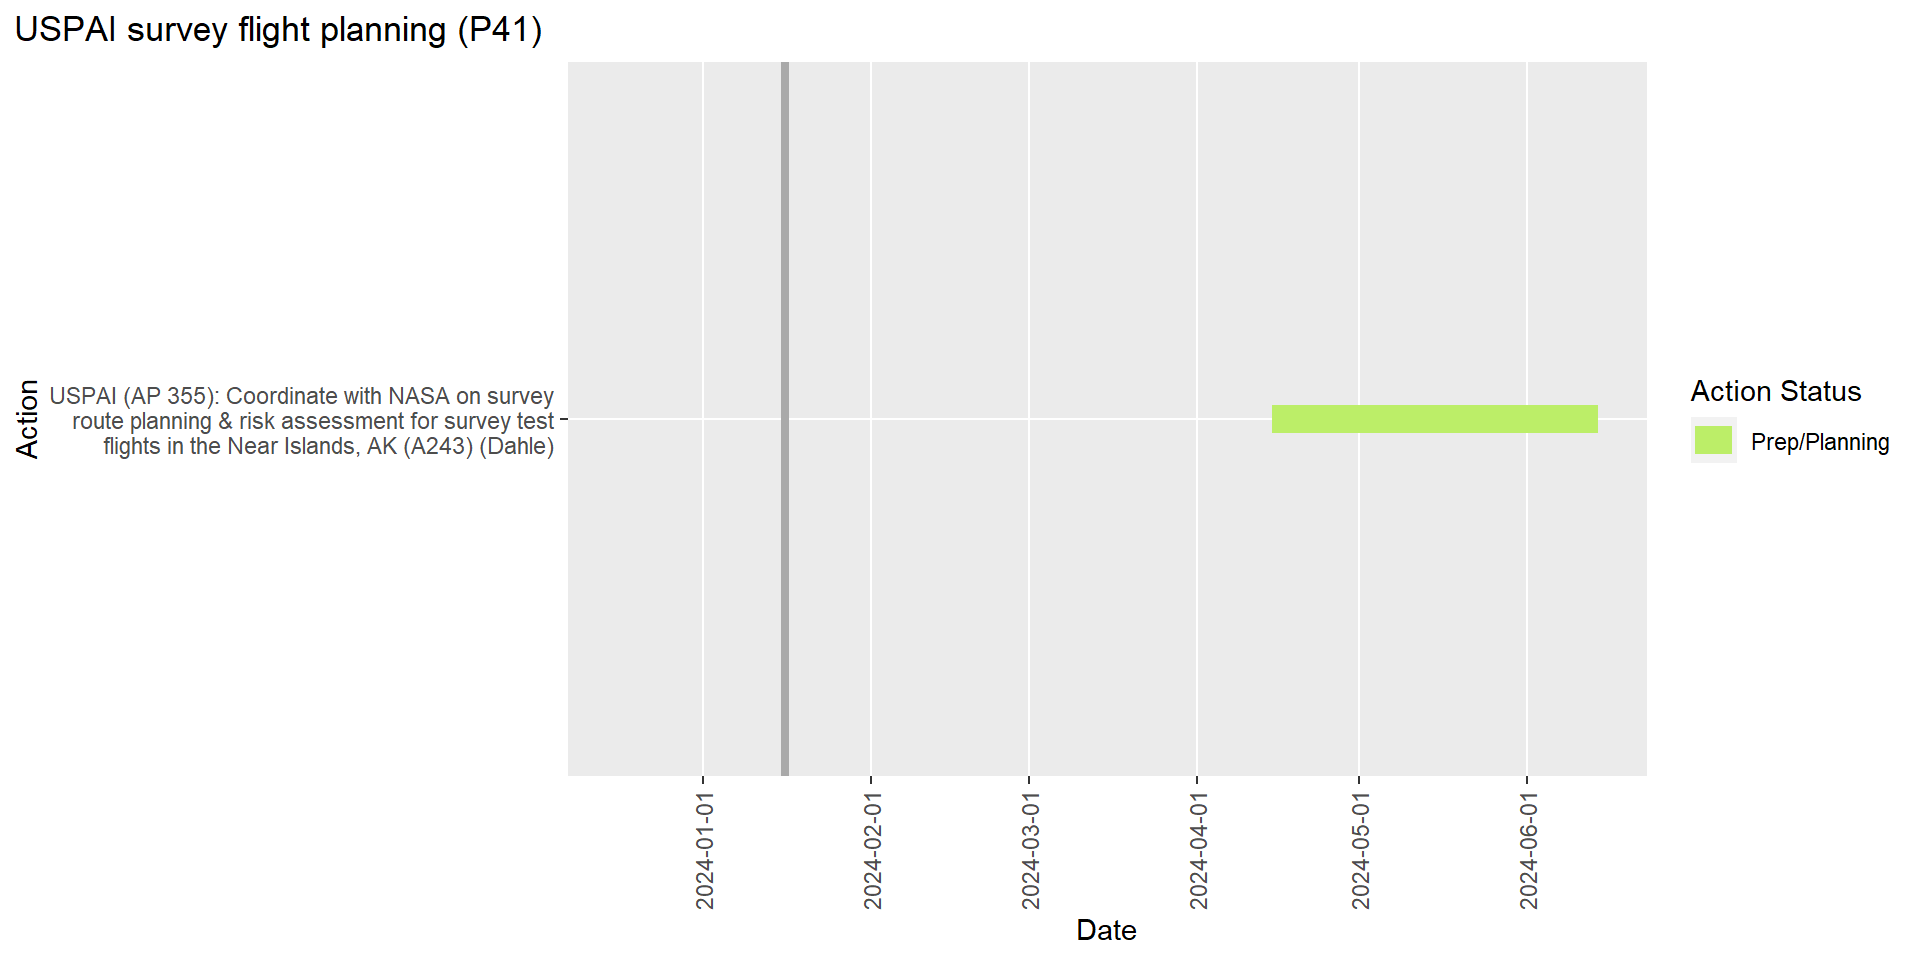 USPAI survey flight planning (P41)
Action
USPAI (AP 355): Coordinate with NASA on survey
route planning & risk assessment for survey test
flights in the Near Islands, AK (A243) (Dahle)
Action Status
Prep/Planning
2024-01-01
2024-02-01
2024-03-01
2024-04-01
2024-05-01
2024-06-01
Date